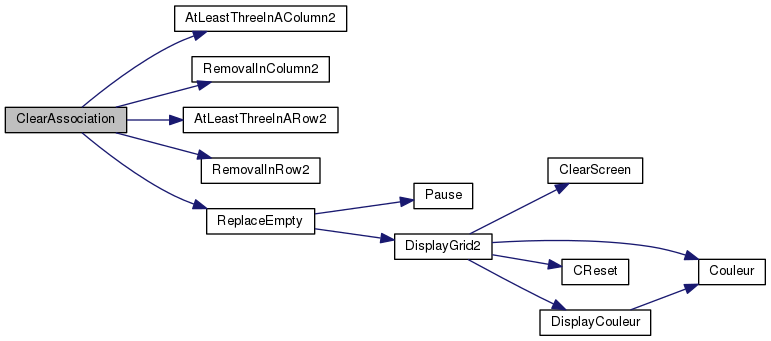 AtLeastThreeInAColumn2
RemovalInColumn2
ClearAssociation
AtLeastThreeInARow2
RemovalInRow2
ClearScreen
Pause
ReplaceEmpty
DisplayGrid2
CReset
Couleur
DisplayCouleur